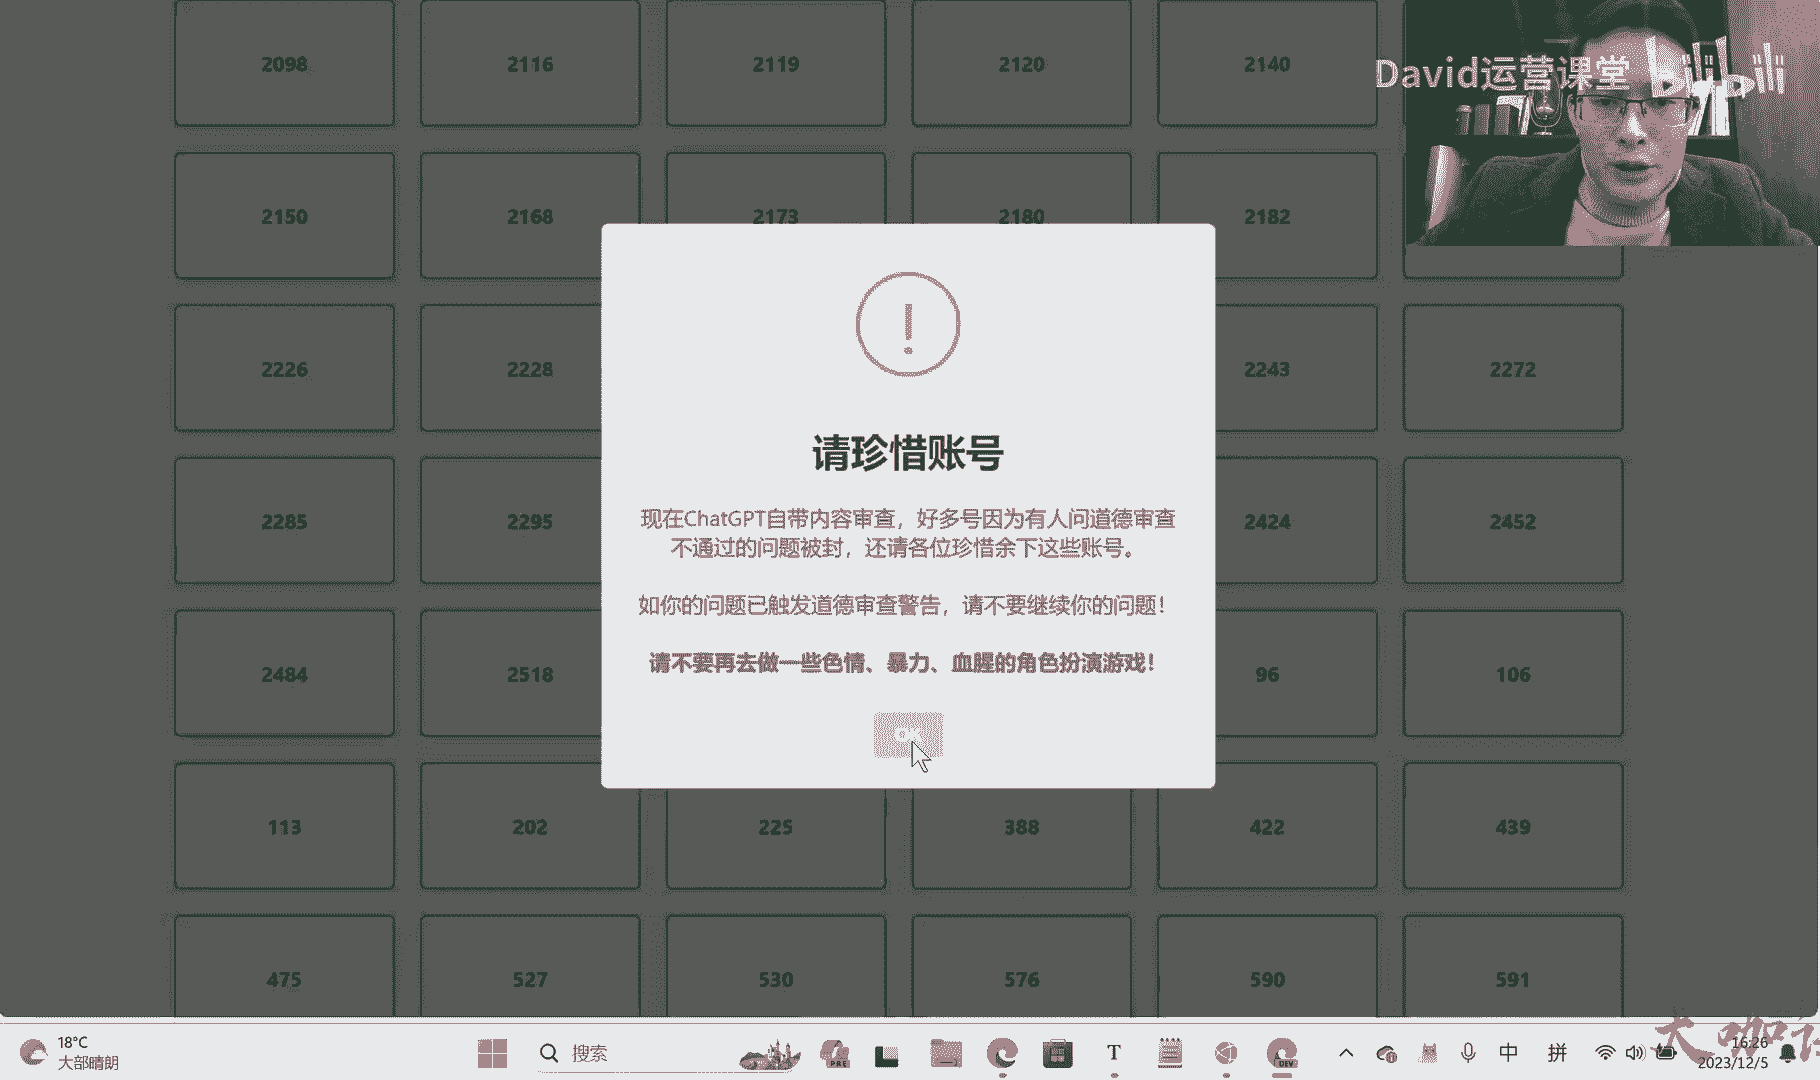 2098 2116 2119 2120 2140
David运营课堂 bilibili
2150 2168 2173 2180 2182
2226 2228 2243 2272
2285 2295 2424 2452
2484 2518 96 106
113 202 225 388 422 439
475 527 530 576 590 591
请珍惜账号
现在ChatGPT自带内容审查，好多号因为有人问道德审查
不通过的问题被封，还请各位珍惜余下这些账号。
如你的问题已触发道德审查警告，请不要继续你的问题！
请不要再去做一些色情、暴力、血腥的角色扮演游戏！
OK
18°C
大部晴朗
搜索
PRE
T
DEV
中
拼
16:26
2023/12/5
大咖